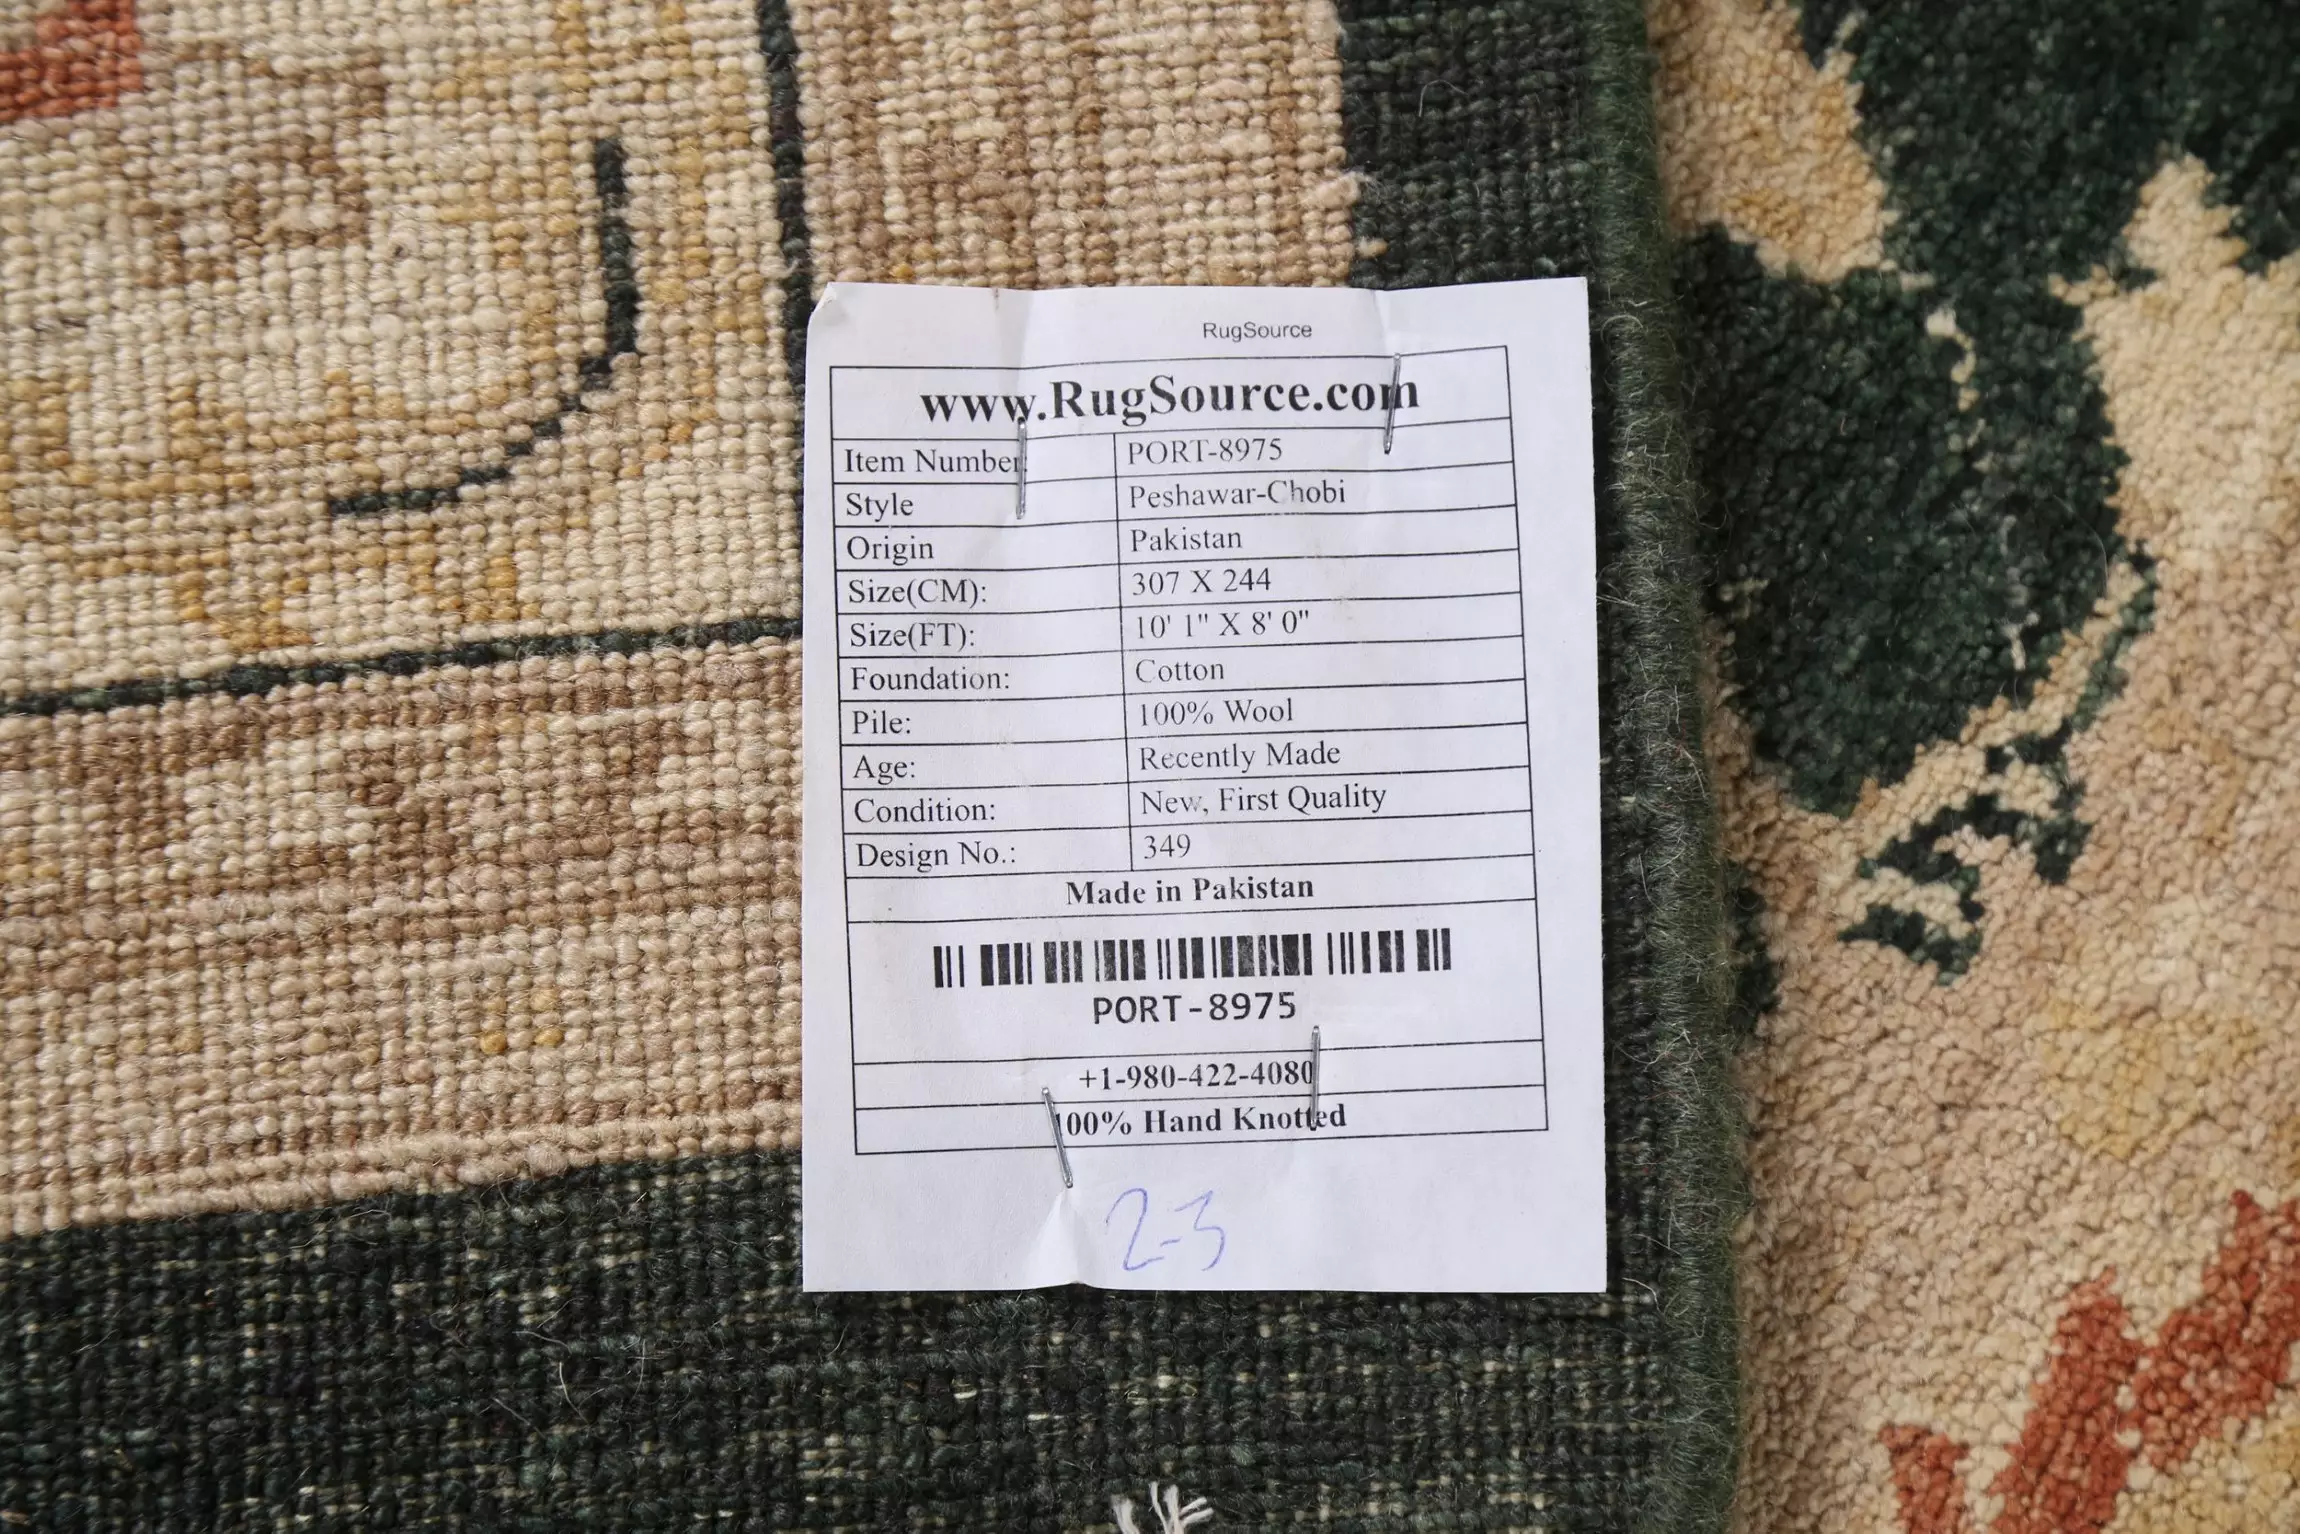 RugSource
www.RugSource.com
Item Number: PORT-8975
Style Peshawar-Chobi
Origin Pakistan
Size(CM): 307 X 244
Size(FT): 10' 1" X 8' 0"
Foundation: Cotton
Pile: 100% Wool
Age: Recently Made
Condition: New, First Quality
Design No.: 349
Made in Pakistan
PORT-8975
+1-980-422-4080
100% Hand Knotted
2-3